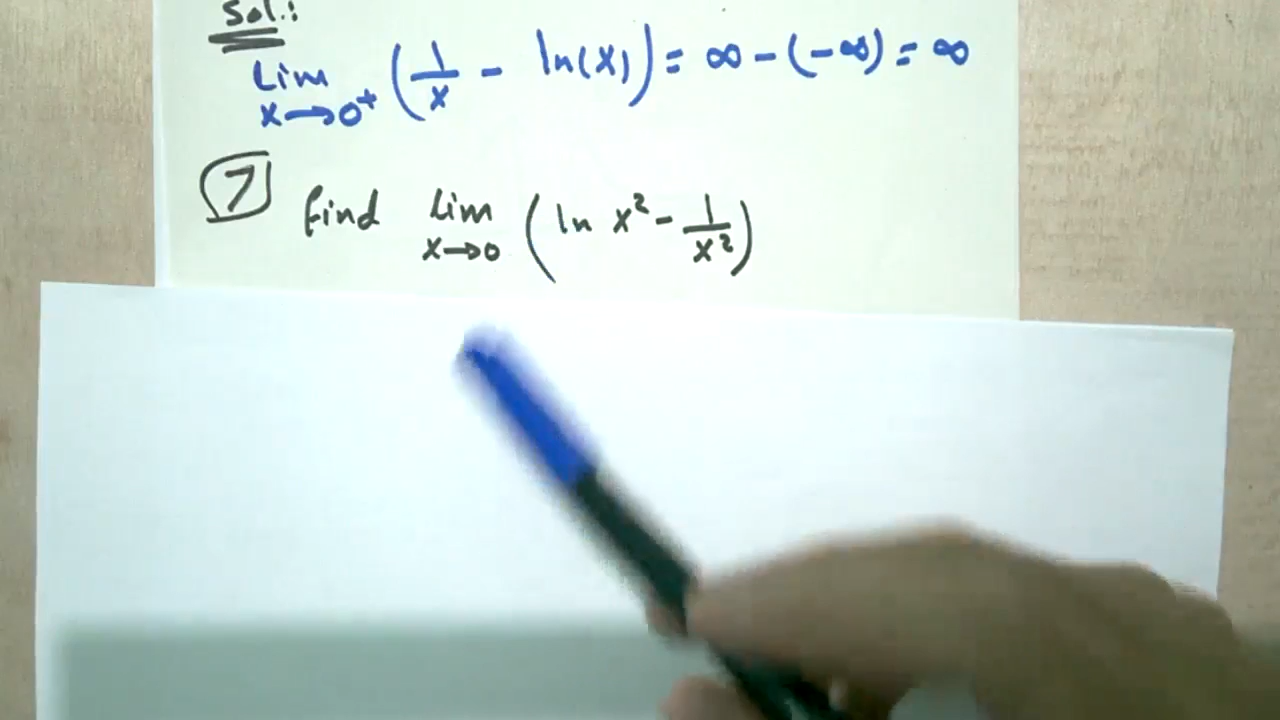 Sol.:
Lim x→0⁺ (1/x - ln(x)) = ∞ - (-∞) = ∞
7 find Lim x→0 (ln x² - 1/x²)